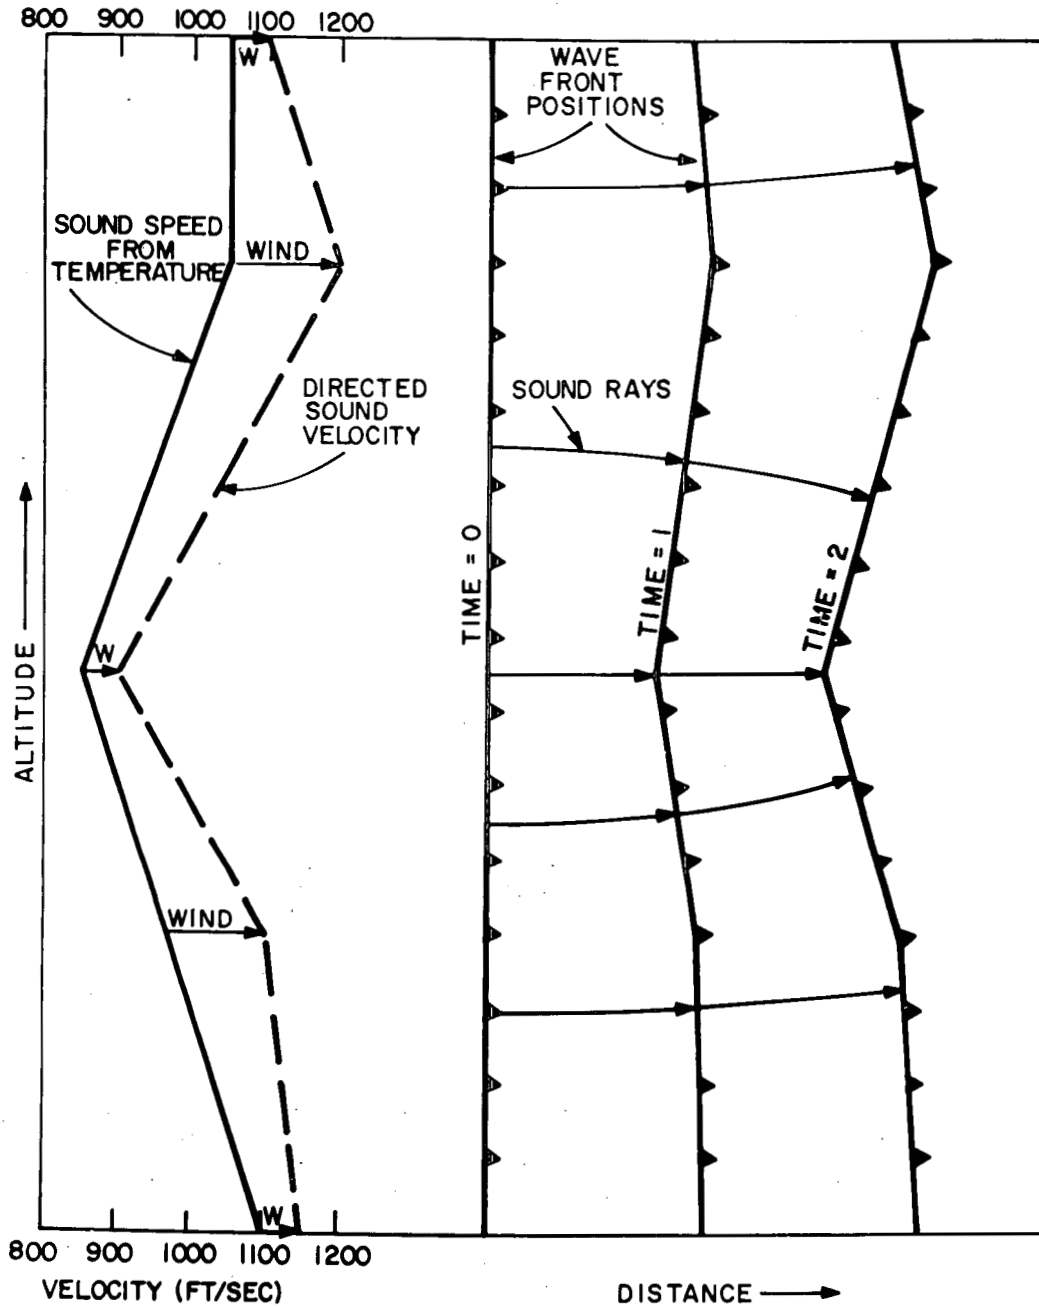 800 900 1000 1100 1200
W
WAVE
FRONT
POSITIONS
SOUND SPEED
FROM
TEMPERATURE
WIND
DIRECTED
SOUND
VELOCITY
SOUND RAYS
ALTITUDE
TIME = 0
TIME = 1
TIME = 2
W
WIND
W
800 900 1000 1100 1200
VELOCITY (FT/SEC)
DISTANCE